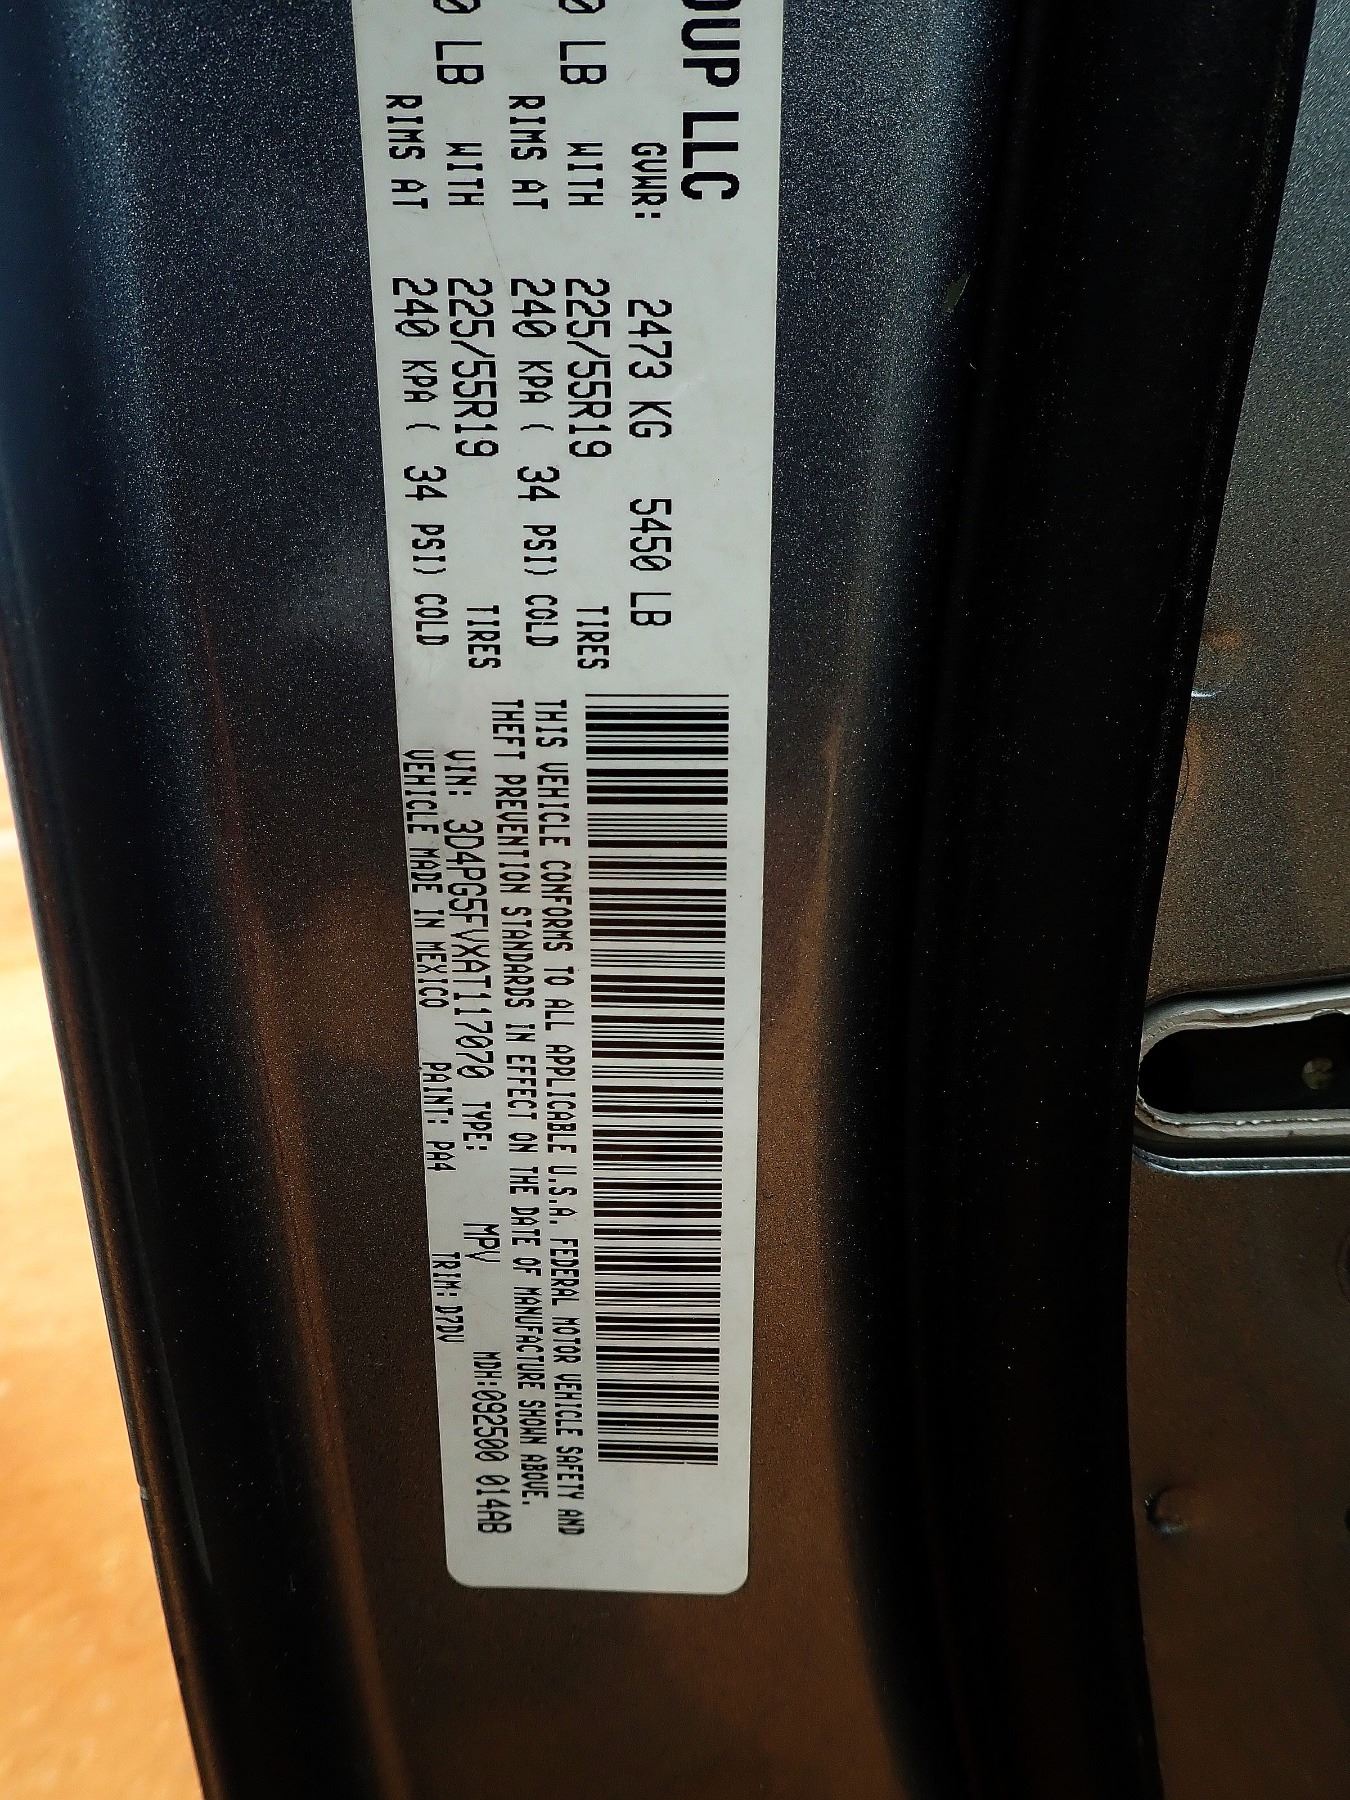 OUP LLC
GVWR: 2473 KG 5450 LB
0 LB WITH 225/55R19 TIRES
RIMS AT 240 KPA ( 34 PSI) COLD
0 LB WITH 225/55R19 TIRES
RIMS AT 240 KPA ( 34 PSI) COLD
THIS VEHICLE CONFORMS TO ALL APPLICABLE U.S.A. FEDERAL MOTOR VEHICLE SAFETY AND
THEFT PREVENTION STANDARDS IN EFFECT ON THE DATE OF MANUFACTURE SHOWN ABOVE.
VIN: 3D4PG5FVXAT117070 TYPE: MPV MDH:092500 014AB
VEHICLE MADE IN MEXICO PAINT: PA4 TRIM: D7DV